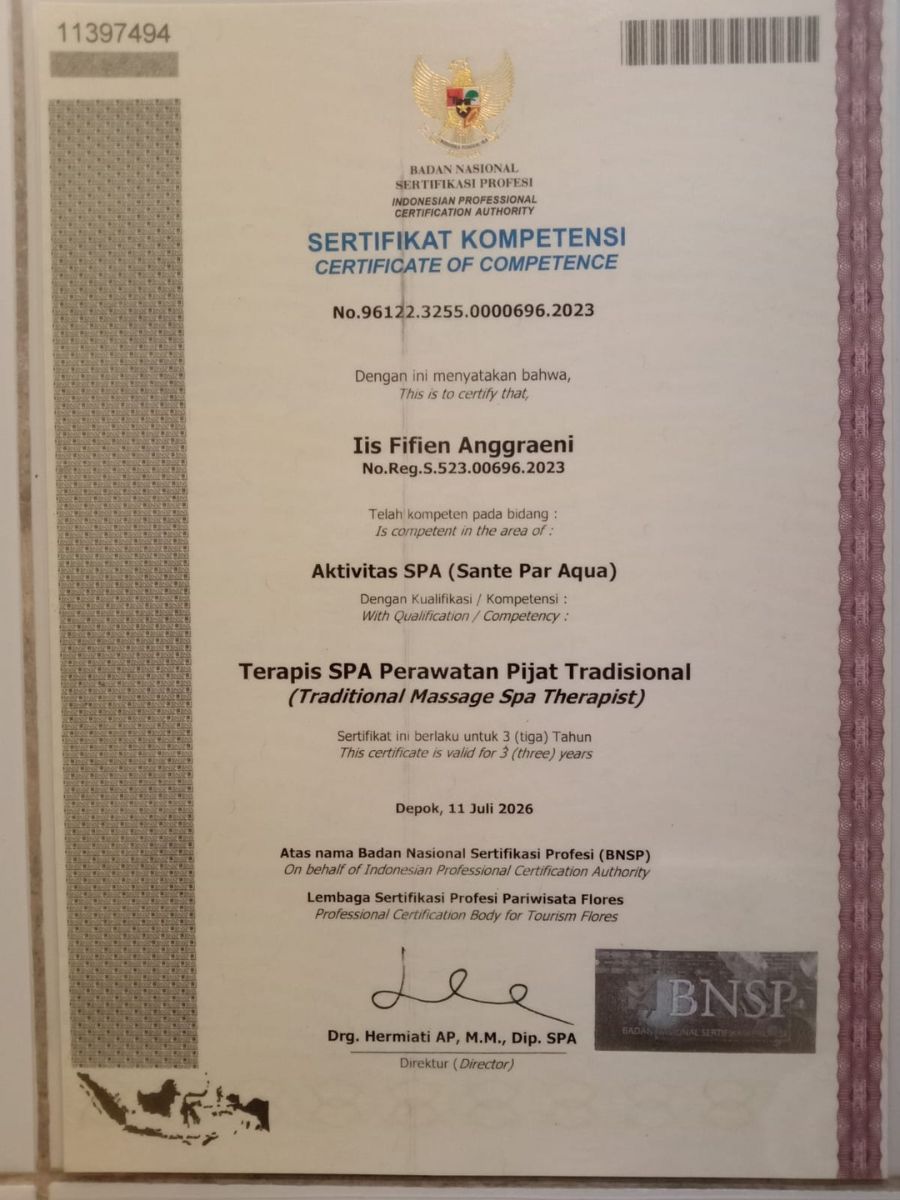 11397494
BADAN NASIONAL
SERTIFIKASI PROFESI
INDONESIAN PROFESSIONAL
CERTIFICATION AUTHORITY
SERTIFIKAT KOMPETENSI
CERTIFICATE OF COMPETENCE
No.96122.3255.0000696.2023
Dengan ini menyatakan bahwa,
This is to certify that,
Iis Fifien Anggraeni
No.Reg.S.523.00696.2023
Telah kompeten pada bidang :
Is competent in the area of :
Aktivitas SPA (Sante Par Aqua)
Dengan Kualifikasi / Kompetensi :
With Qualification / Competency :
Terapis SPA Perawatan Pijat Tradisional
(Traditional Massage Spa Therapist)
Sertifikat ini berlaku untuk 3 (tiga) Tahun
This certificate is valid for 3 (three) years
Depok, 11 Juli 2026
Atas nama Badan Nasional Sertifikasi Profesi (BNSP)
On behalf of Indonesian Professional Certification Authority
Lembaga Sertifikasi Profesi Pariwisata Flores
Professional Certification Body for Tourism Flores
BNSP
BADAN NASIONAL SERTIFIKASI PROFESI
Drg. Hermiati AP, M.M., Dip. SPA
Direktur (Director)